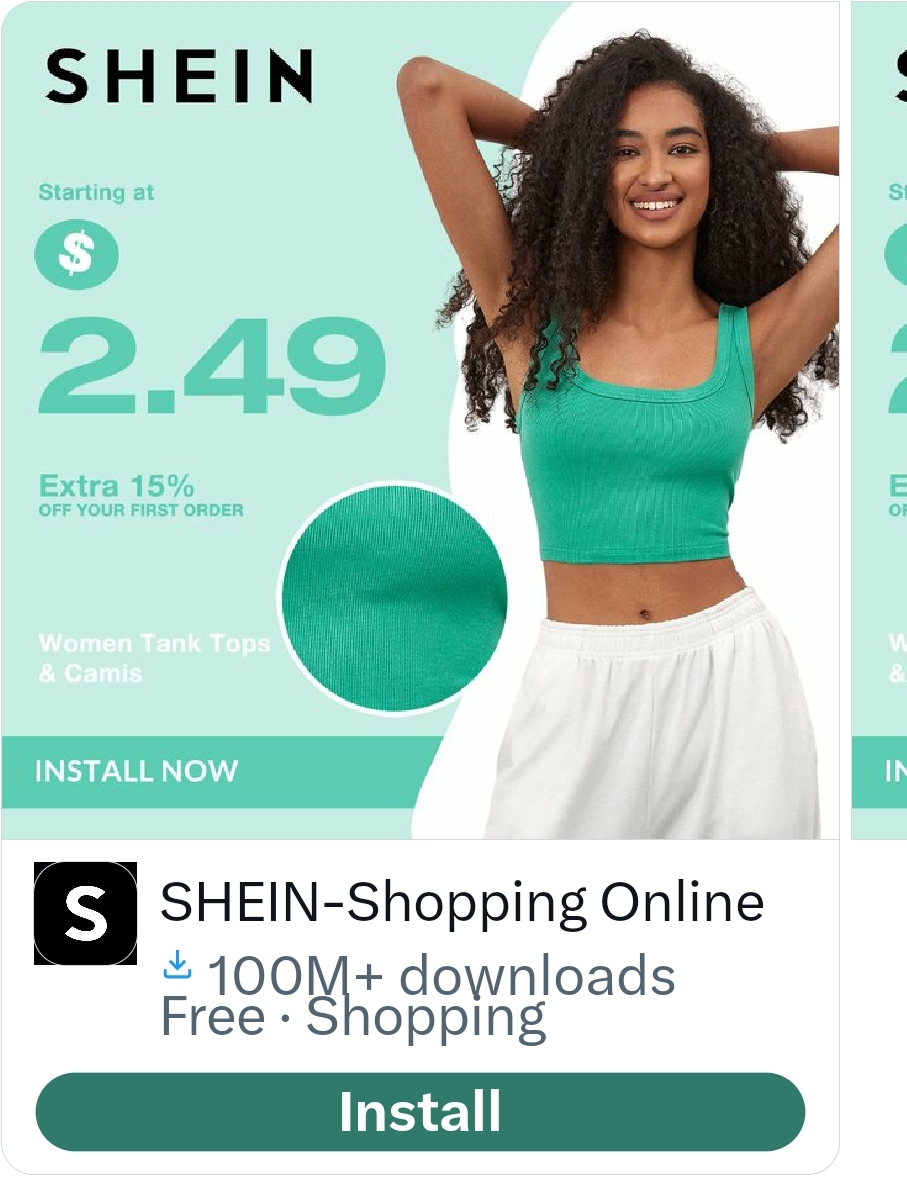 SHEIN
Starting at
$
2.49
Extra 15%
OFF YOUR FIRST ORDER
Women Tank Tops
& Camis
INSTALL NOW
S
SHEIN-Shopping Online
100M+ downloads
Free · Shopping
Install